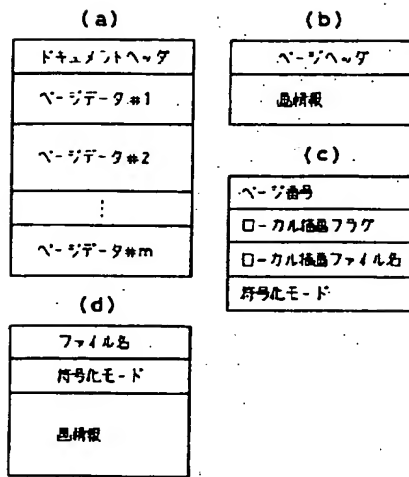 (a)
ドキュメントヘッダ
ページデータ#1
ページデータ#2
⋮
ページデータ#m
(b)
ページヘッダ
画情報
(c)
ページ番号
ローカル描画フラグ
ローカル描画ファイル名
符号化モード
(d)
ファイル名
符号化モード
画情報